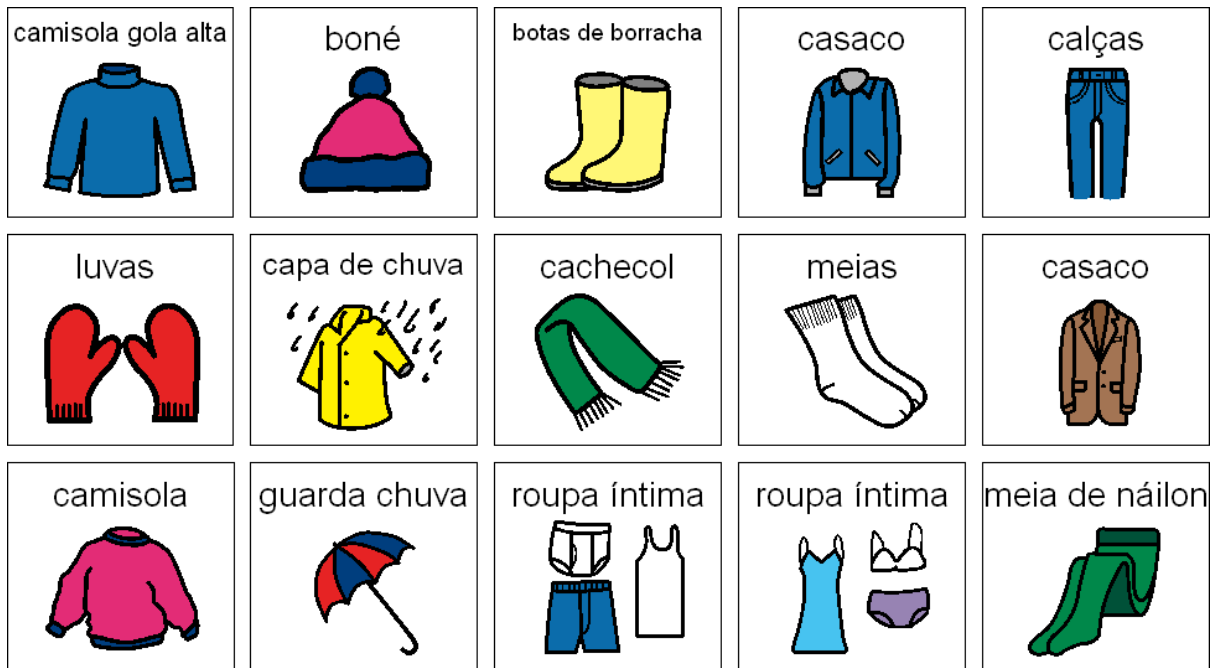 camisola gola alta
boné
botas de borracha
casaco
calças
luvas
capa de chuva
cachecol
meias
casaco
camisola
guarda chuva
roupa íntima
roupa íntima
meia de náilon